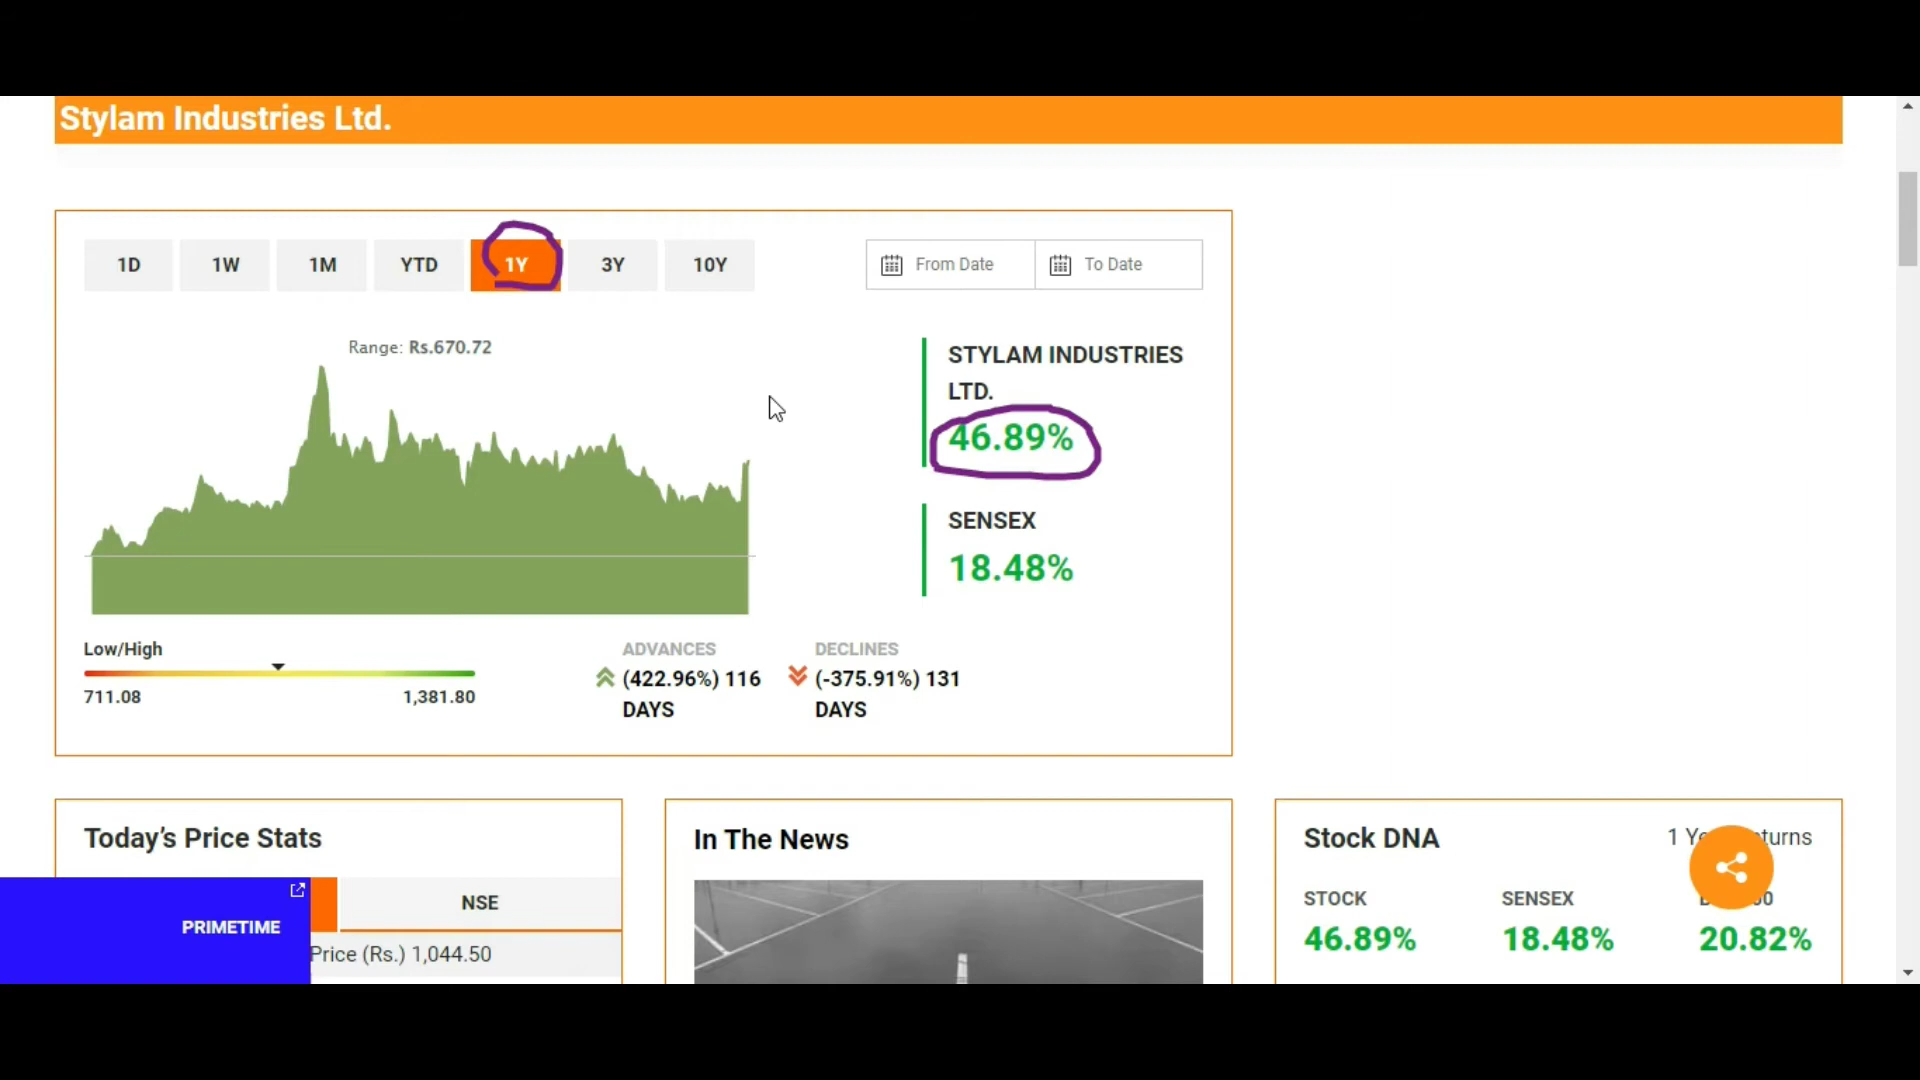 Stylam Industries Ltd.
1D 1W 1M YTD 1Y 3Y 10Y
From Date To Date
Range: Rs.670.72
STYLAM INDUSTRIES
LTD.
46.89%
SENSEX
18.48%
Low/High
711.08 1,381.80
ADVANCES
(422.96%) 116
DAYS
DECLINES
(-375.91%) 131
DAYS
Today's Price Stats
NSE
Price (Rs.) 1,044.50
PRIMETIME
In The News
Stock DNA
1
STOCK SENSEX
46.89% 18.48% 20.82%